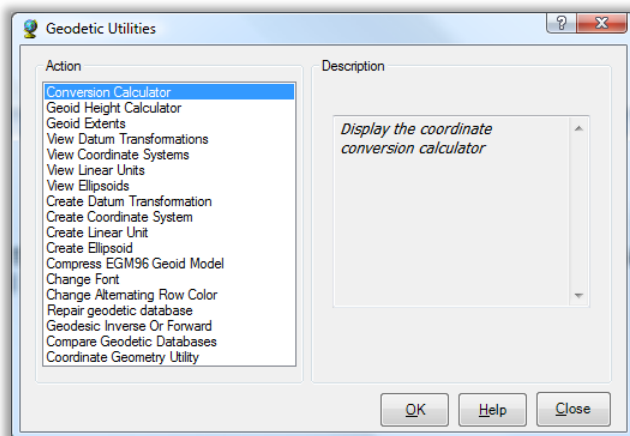 Geodetic Utilities
Action
Conversion Calculator
Geoid Height Calculator
Geoid Extents
View Datum Transformations
View Coordinate Systems
View Linear Units
View Ellipsoids
Create Datum Transformation
Create Coordinate System
Create Linear Unit
Create Ellipsoid
Compress EGM96 Geoid Model
Change Font
Change Alternating Row Color
Repair geodetic database
Geodesic Inverse Or Forward
Compare Geodetic Databases
Coordinate Geometry Utility
Description
Display the coordinate
conversion calculator
OK
Help
Close